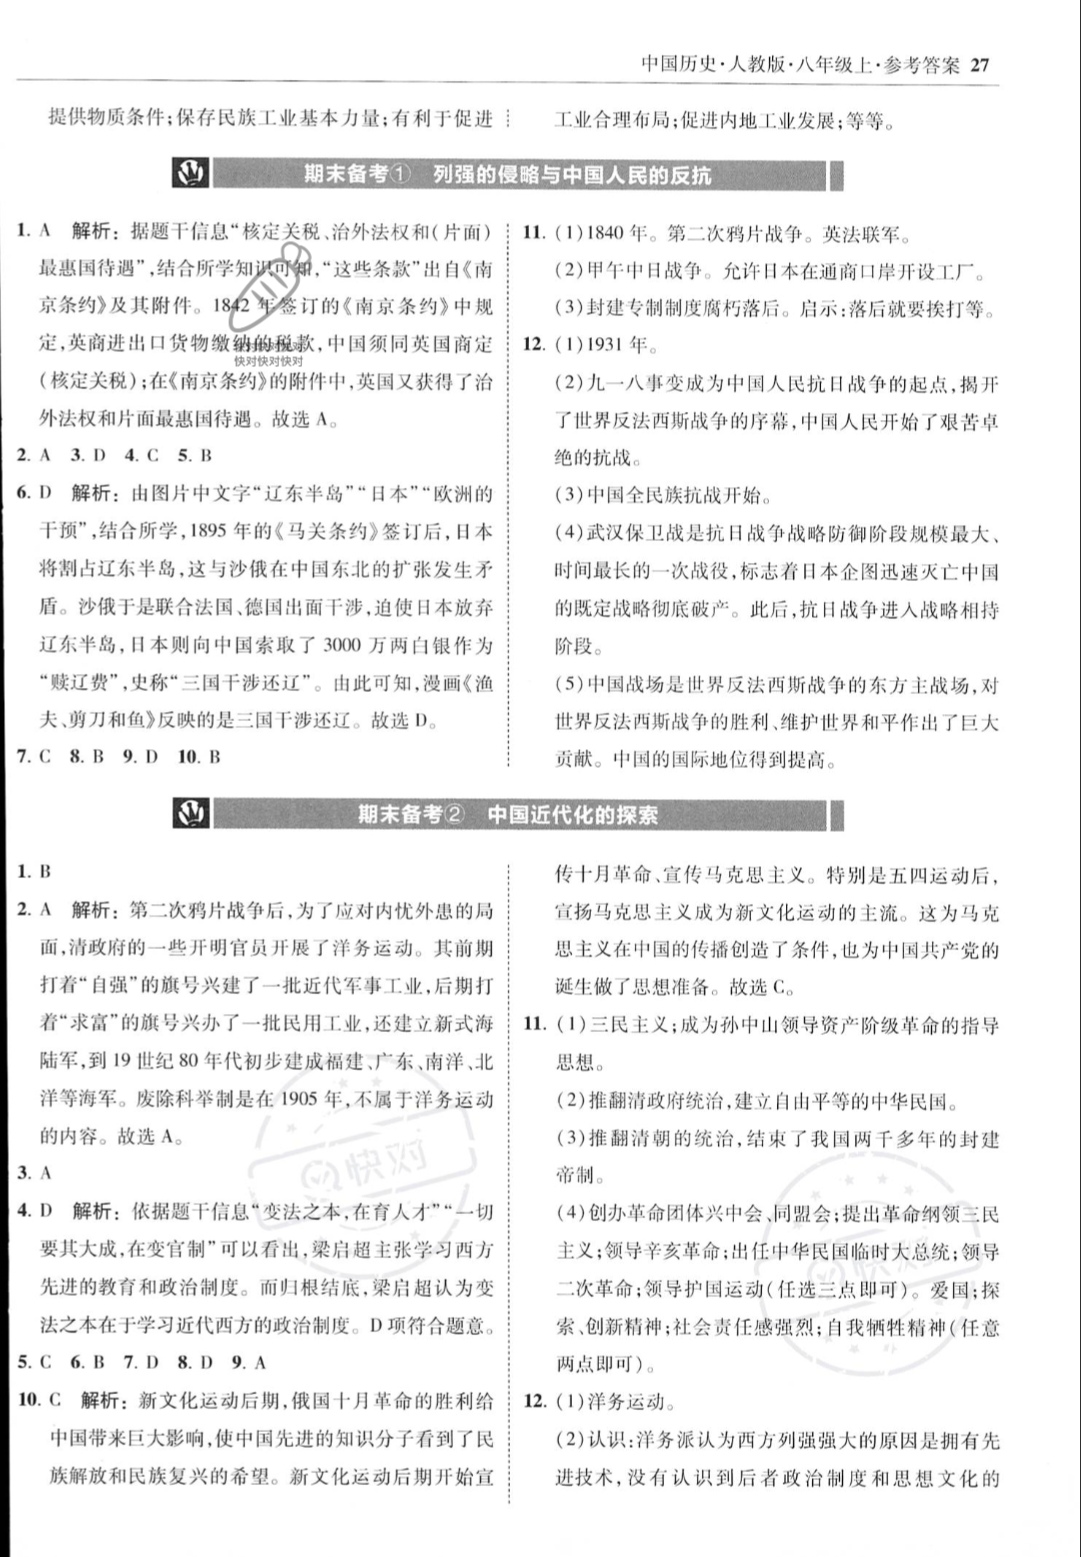 中国历史·人教版·八年级上·参考答案 27
提供物质条件;保存民族工业基本力量;有利于促进
工业合理布局;促进内地工业发展;等等。
期末备考① 列强的侵略与中国人民的反抗
1. A 解析：据题干信息“核定关税、治外法权和(片面)
最惠国待遇”,结合所学知识可知,“这些条款”出自《南
京条约》及其附件。1842 年签订的《南京条约》中规
定,英商进出口货物缴纳的税款,中国须同英国商定
(核定关税);在《南京条约》的附件中,英国又获得了治
外法权和片面最惠国待遇。故选 A。
快对快对快对
快对快对快对
2. A 3. D 4. C 5. B
6. D 解析：由图片中文字“辽东半岛”“日本”“欧洲的
干预”,结合所学,1895 年的《马关条约》签订后,日本
将割占辽东半岛,这与沙俄在中国东北的扩张发生矛
盾。沙俄于是联合法国、德国出面干涉,迫使日本放弃
辽东半岛,日本则向中国索取了 3000 万两白银作为
“赎辽费”,史称“三国干涉还辽”。由此可知,漫画《渔
夫、剪刀和鱼》反映的是三国干涉还辽。故选 D。
7. C 8. B 9. D 10. B
11. (1)1840 年。第二次鸦片战争。英法联军。
(2)甲午中日战争。允许日本在通商口岸开设工厂。
(3)封建专制制度腐朽落后。启示:落后就要挨打等。
12. (1)1931 年。
(2)九一八事变成为中国人民抗日战争的起点,揭开
了世界反法西斯战争的序幕,中国人民开始了艰苦卓
绝的抗战。
(3)中国全民族抗战开始。
(4)武汉保卫战是抗日战争战略防御阶段规模最大、
时间最长的一次战役,标志着日本企图迅速灭亡中国
的既定战略彻底破产。此后,抗日战争进入战略相持
阶段。
(5)中国战场是世界反法西斯战争的东方主战场,对
世界反法西斯战争的胜利、维护世界和平作出了巨大
贡献。中国的国际地位得到提高。
期末备考② 中国近代化的探索
1. B
2. A 解析：第二次鸦片战争后,为了应对内忧外患的局
面,清政府的一些开明官员开展了洋务运动。其前期
打着“自强”的旗号兴建了一批近代军事工业,后期打
着“求富”的旗号兴办了一批民用工业,还建立新式海
陆军,到 19 世纪 80 年代初步建成福建、广东、南洋、北
洋等海军。废除科举制是在 1905 年,不属于洋务运动
的内容。故选 A。
3. A
4. D 解析：依据题干信息“变法之本,在育人才”“一切
要其大成,在变官制”可以看出,梁启超主张学习西方
先进的教育和政治制度。而归根结底,梁启超认为变
法之本在于学习近代西方的政治制度。D 项符合题意。
5. C 6. B 7. D 8. D 9. A
10. C 解析：新文化运动后期,俄国十月革命的胜利给
中国带来巨大影响,使中国先进的知识分子看到了民
族解放和民族复兴的希望。新文化运动后期开始宣
快对
传十月革命、宣传马克思主义。特别是五四运动后,
宣扬马克思主义成为新文化运动的主流。这为马克
思主义在中国的传播创造了条件,也为中国共产党的
诞生做了思想准备。故选 C。
11. (1)三民主义;成为孙中山领导资产阶级革命的指导
思想。
(2)推翻清政府统治,建立自由平等的中华民国。
(3)推翻清朝的统治,结束了我国两千多年的封建
帝制。
(4)创办革命团体兴中会、同盟会;提出革命纲领三民
主义;领导辛亥革命;出任中华民国临时大总统;领导
二次革命;领导护国运动(任选三点即可)。爱国;探
索、创新精神;社会责任感强烈;自我牺牲精神(任意
两点即可)。
12. (1)洋务运动。
(2)认识:洋务派认为西方列强强大的原因是拥有先
进技术,没有认识到后者政治制度和思想文化的